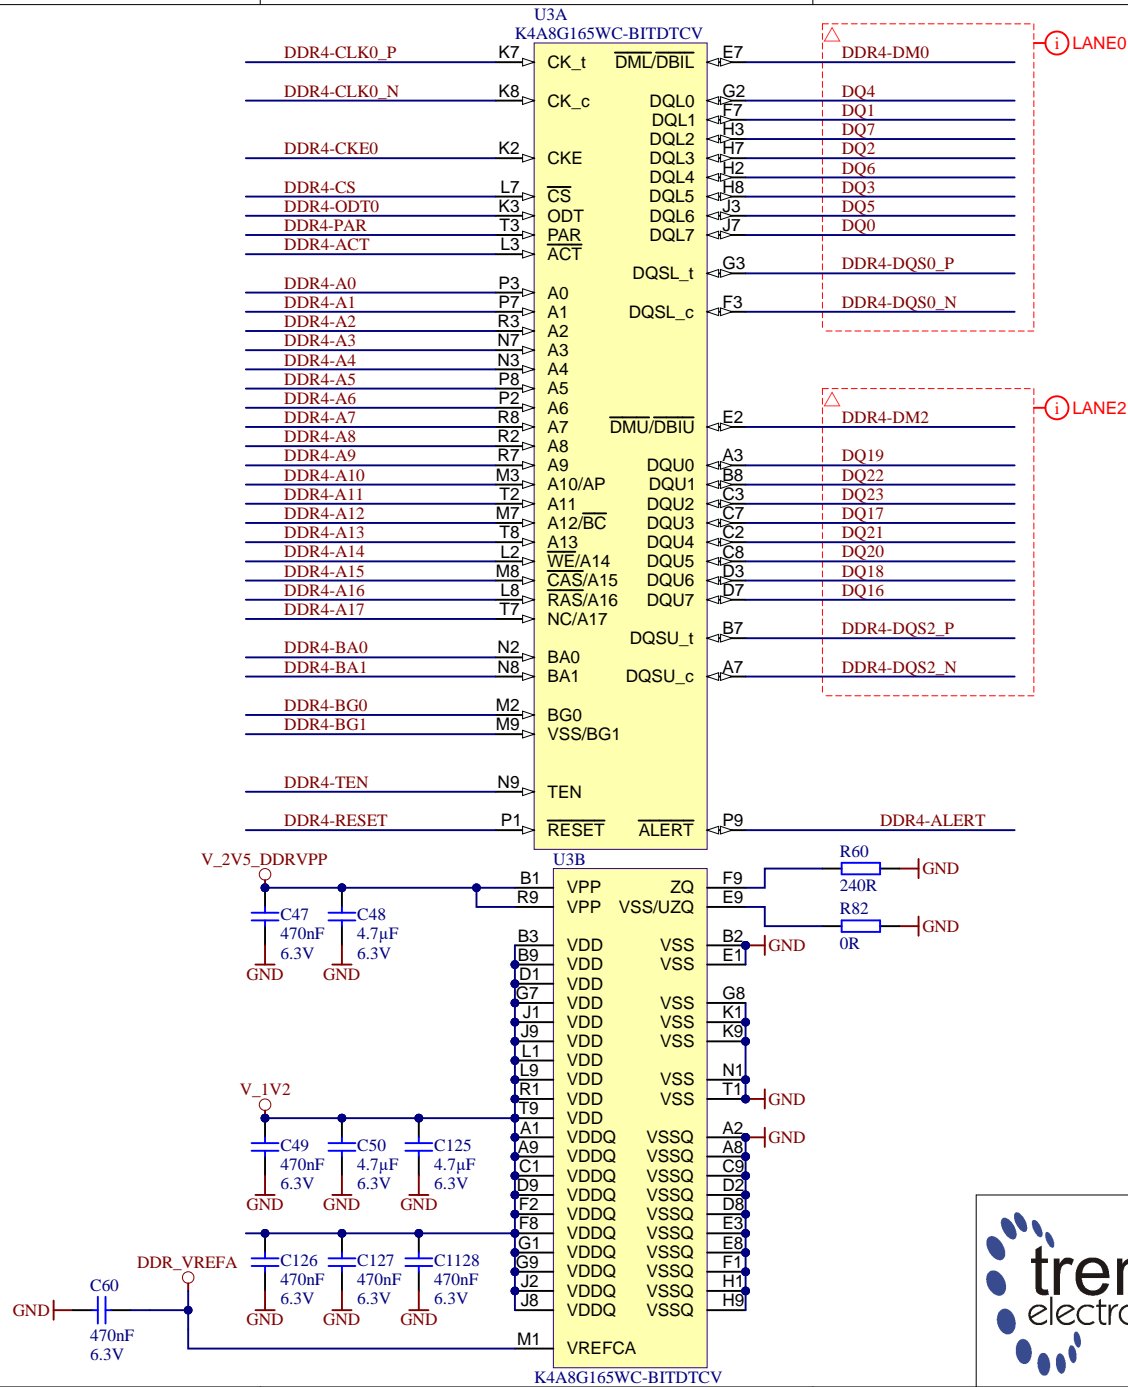 U3A
K4A8G165WC-BITDTCV
DDR4-CLK0_P K7 CK_t DML/DBIL E7 DDR4-DM0 LANE0
DDR4-CLK0_N K8 CK_c DQL0 G2 DQ4
DQL1 F7 DQ1
DQL2 H3 DQ7
DDR4-CKE0 K2 CKE DQL3 H7 DQ2
DQL4 H2 DQ6
DDR4-CS L7 CS DQL5 H8 DQ3
DDR4-ODT0 K3 ODT DQL6 J3 DQ5
DDR4-PAR T3 PAR DQL7 J7 DQ0
DDR4-ACT L3 ACT
DQSL_t G3 DDR4-DQS0_P
DDR4-A0 P3 A0
DDR4-A1 P7 A1 DQSL_c F3 DDR4-DQS0_N
DDR4-A2 R3 A2
DDR4-A3 N7 A3
DDR4-A4 N3 A4
DDR4-A5 P8 A5
DDR4-A6 P2 A6 LANE2
DDR4-A7 R8 A7 DMU/DBIU E2 DDR4-DM2
DDR4-A8 R2 A8
DDR4-A9 R7 A9 DQU0 A3 DQ19
DDR4-A10 M3 A10/AP DQU1 B8 DQ22
DDR4-A11 T2 A11 DQU2 C3 DQ23
DDR4-A12 M7 A12/BC DQU3 C7 DQ17
DDR4-A13 T8 A13 DQU4 C2 DQ21
DDR4-A14 L2 WE/A14 DQU5 C8 DQ20
DDR4-A15 M8 CAS/A15 DQU6 D3 DQ18
DDR4-A16 L8 RAS/A16 DQU7 D7 DQ16
DDR4-A17 T7 NC/A17
DQSU_t B7 DDR4-DQS2_P
DDR4-BA0 N2 BA0
DDR4-BA1 N8 BA1 DQSU_c A7 DDR4-DQS2_N
DDR4-BG0 M2 BG0
DDR4-BG1 M9 VSS/BG1
DDR4-TEN N9 TEN
DDR4-RESET P1 RESET ALERT P9 DDR4-ALERT
V_2V5_DDRVPP U3B R60
B1 VPP ZQ F9 240R GND
R9 VPP VSS/UZQ E9 R82
C47 C48
470nF 4.7µF 0R GND
6.3V 6.3V
GND GND
B3 VDD VSS B2 GND
B9 VDD VSS E1
D1 VDD
G7 VDD VSS G8
J1 VDD VSS K1
J9 VDD VSS K9
L1 VDD
L9 VDD VSS N1
V_1V2 R1 VDD VSS T1 GND
T9 VDD
C49 C50 C125 A1 VDDQ VSSQ A2 GND
470nF 4.7µF 4.7µF A9 VDDQ VSSQ A8
6.3V 6.3V 6.3V C1 VDDQ VSSQ C9
GND GND GND D9 VDDQ VSSQ D2
F2 VDDQ VSSQ D8
F8 VDDQ VSSQ E3
DDR_VREFA C126 C127 C1128 G1 VDDQ VSSQ E8
470nF 470nF 470nF G9 VDDQ VSSQ F1
C60 6.3V 6.3V 6.3V J2 VDDQ VSSQ H1
GND GND GND GND J8 VDDQ VSSQ H9
470nF
6.3V M1 VREFCA
K4A8G165WC-BITDTCV
tren
electro